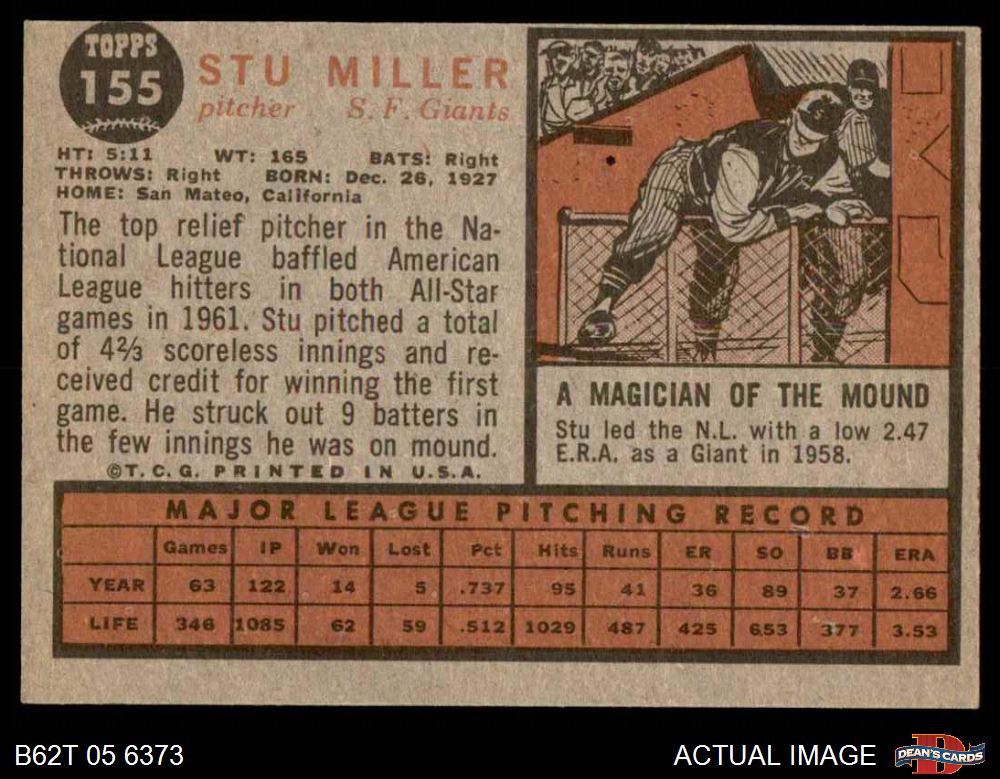 TOPPS
155
STU MILLER
pitcher S. F. Giants
HT: 5:11 WT: 165 BATS: Right
THROWS: Right BORN: Dec. 26, 1927
HOME: San Mateo, California
The top relief pitcher in the Na-
tional League baffled American
League hitters in both All-Star
games in 1961. Stu pitched a total
of 4⅔ scoreless innings and re-
ceived credit for winning the first
game. He struck out 9 batters in
the few innings he was on mound.
©T.C.G. PRINTED IN U.S.A.
A MAGICIAN OF THE MOUND
Stu led the N.L. with a low 2.47
E.R.A. as a Giant in 1958.
MAJOR LEAGUE PITCHING RECORD
Games IP Won Lost Pct Hits Runs ER SO BB ERA
YEAR 63 122 14 5 .737 95 41 36 89 37 2.66
LIFE 346 1085 62 59 .512 1029 487 425 653 377 3.53
B62T 05 6373
ACTUAL IMAGE
DEAN'S CARDS